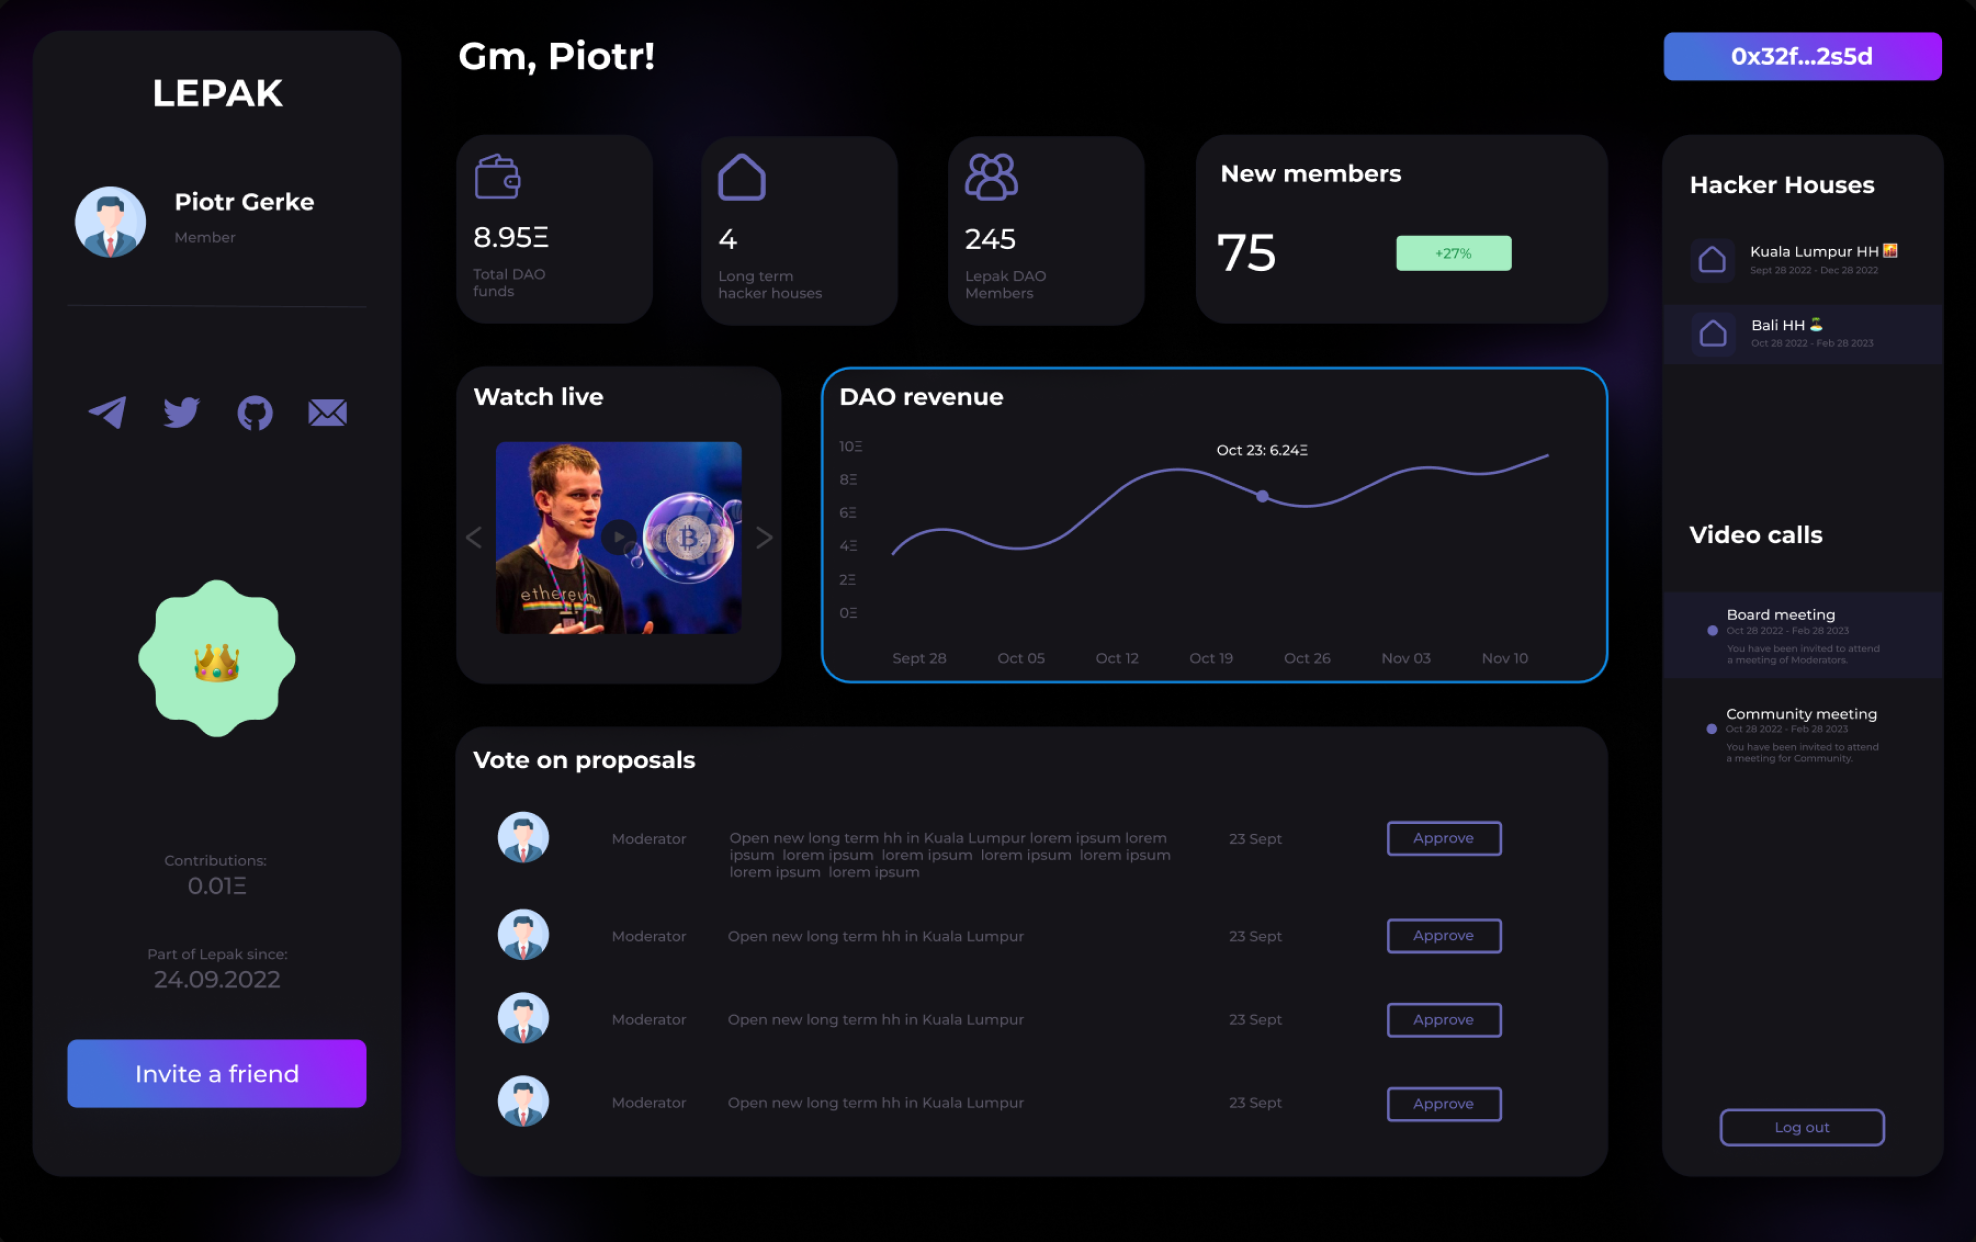 LEPAK
Piotr Gerke
Member
Contributions:
0.01Ξ
Part of Lepak since:
24.09.2022
Invite a friend
Gm, Piotr!
0x32f...2s5d
8.95Ξ
Total DAO
funds
4
Long term
hacker houses
245
Lepak DAO
Members
New members
75
+27%
Watch live
<
ethereum
>
DAO revenue
10Ξ
8Ξ
6Ξ
4Ξ
2Ξ
0Ξ
Oct 23: 6.24Ξ
Sept 28
Oct 05
Oct 12
Oct 19
Oct 26
Nov 03
Nov 10
Vote on proposals
Moderator
Open new long term hh in Kuala Lumpur lorem ipsum lorem
ipsum  lorem ipsum  lorem ipsum  lorem ipsum  lorem ipsum
lorem ipsum  lorem ipsum
23 Sept
Approve
Moderator
Open new long term hh in Kuala Lumpur
23 Sept
Approve
Moderator
Open new long term hh in Kuala Lumpur
23 Sept
Approve
Moderator
Open new long term hh in Kuala Lumpur
23 Sept
Approve
Hacker Houses
Kuala Lumpur HH
Sept 28 2022 - Dec 28 2022
Bali HH 🏝️
Oct 28 2022 - Feb 28 2023
Video calls
Board meeting
Oct 28 2022 - Feb 28 2023
You have been invited to attend
a meeting of Moderators.
Community meeting
Oct 28 2022 - Feb 28 2023
You have been invited to attend
a meeting for Community.
Log out